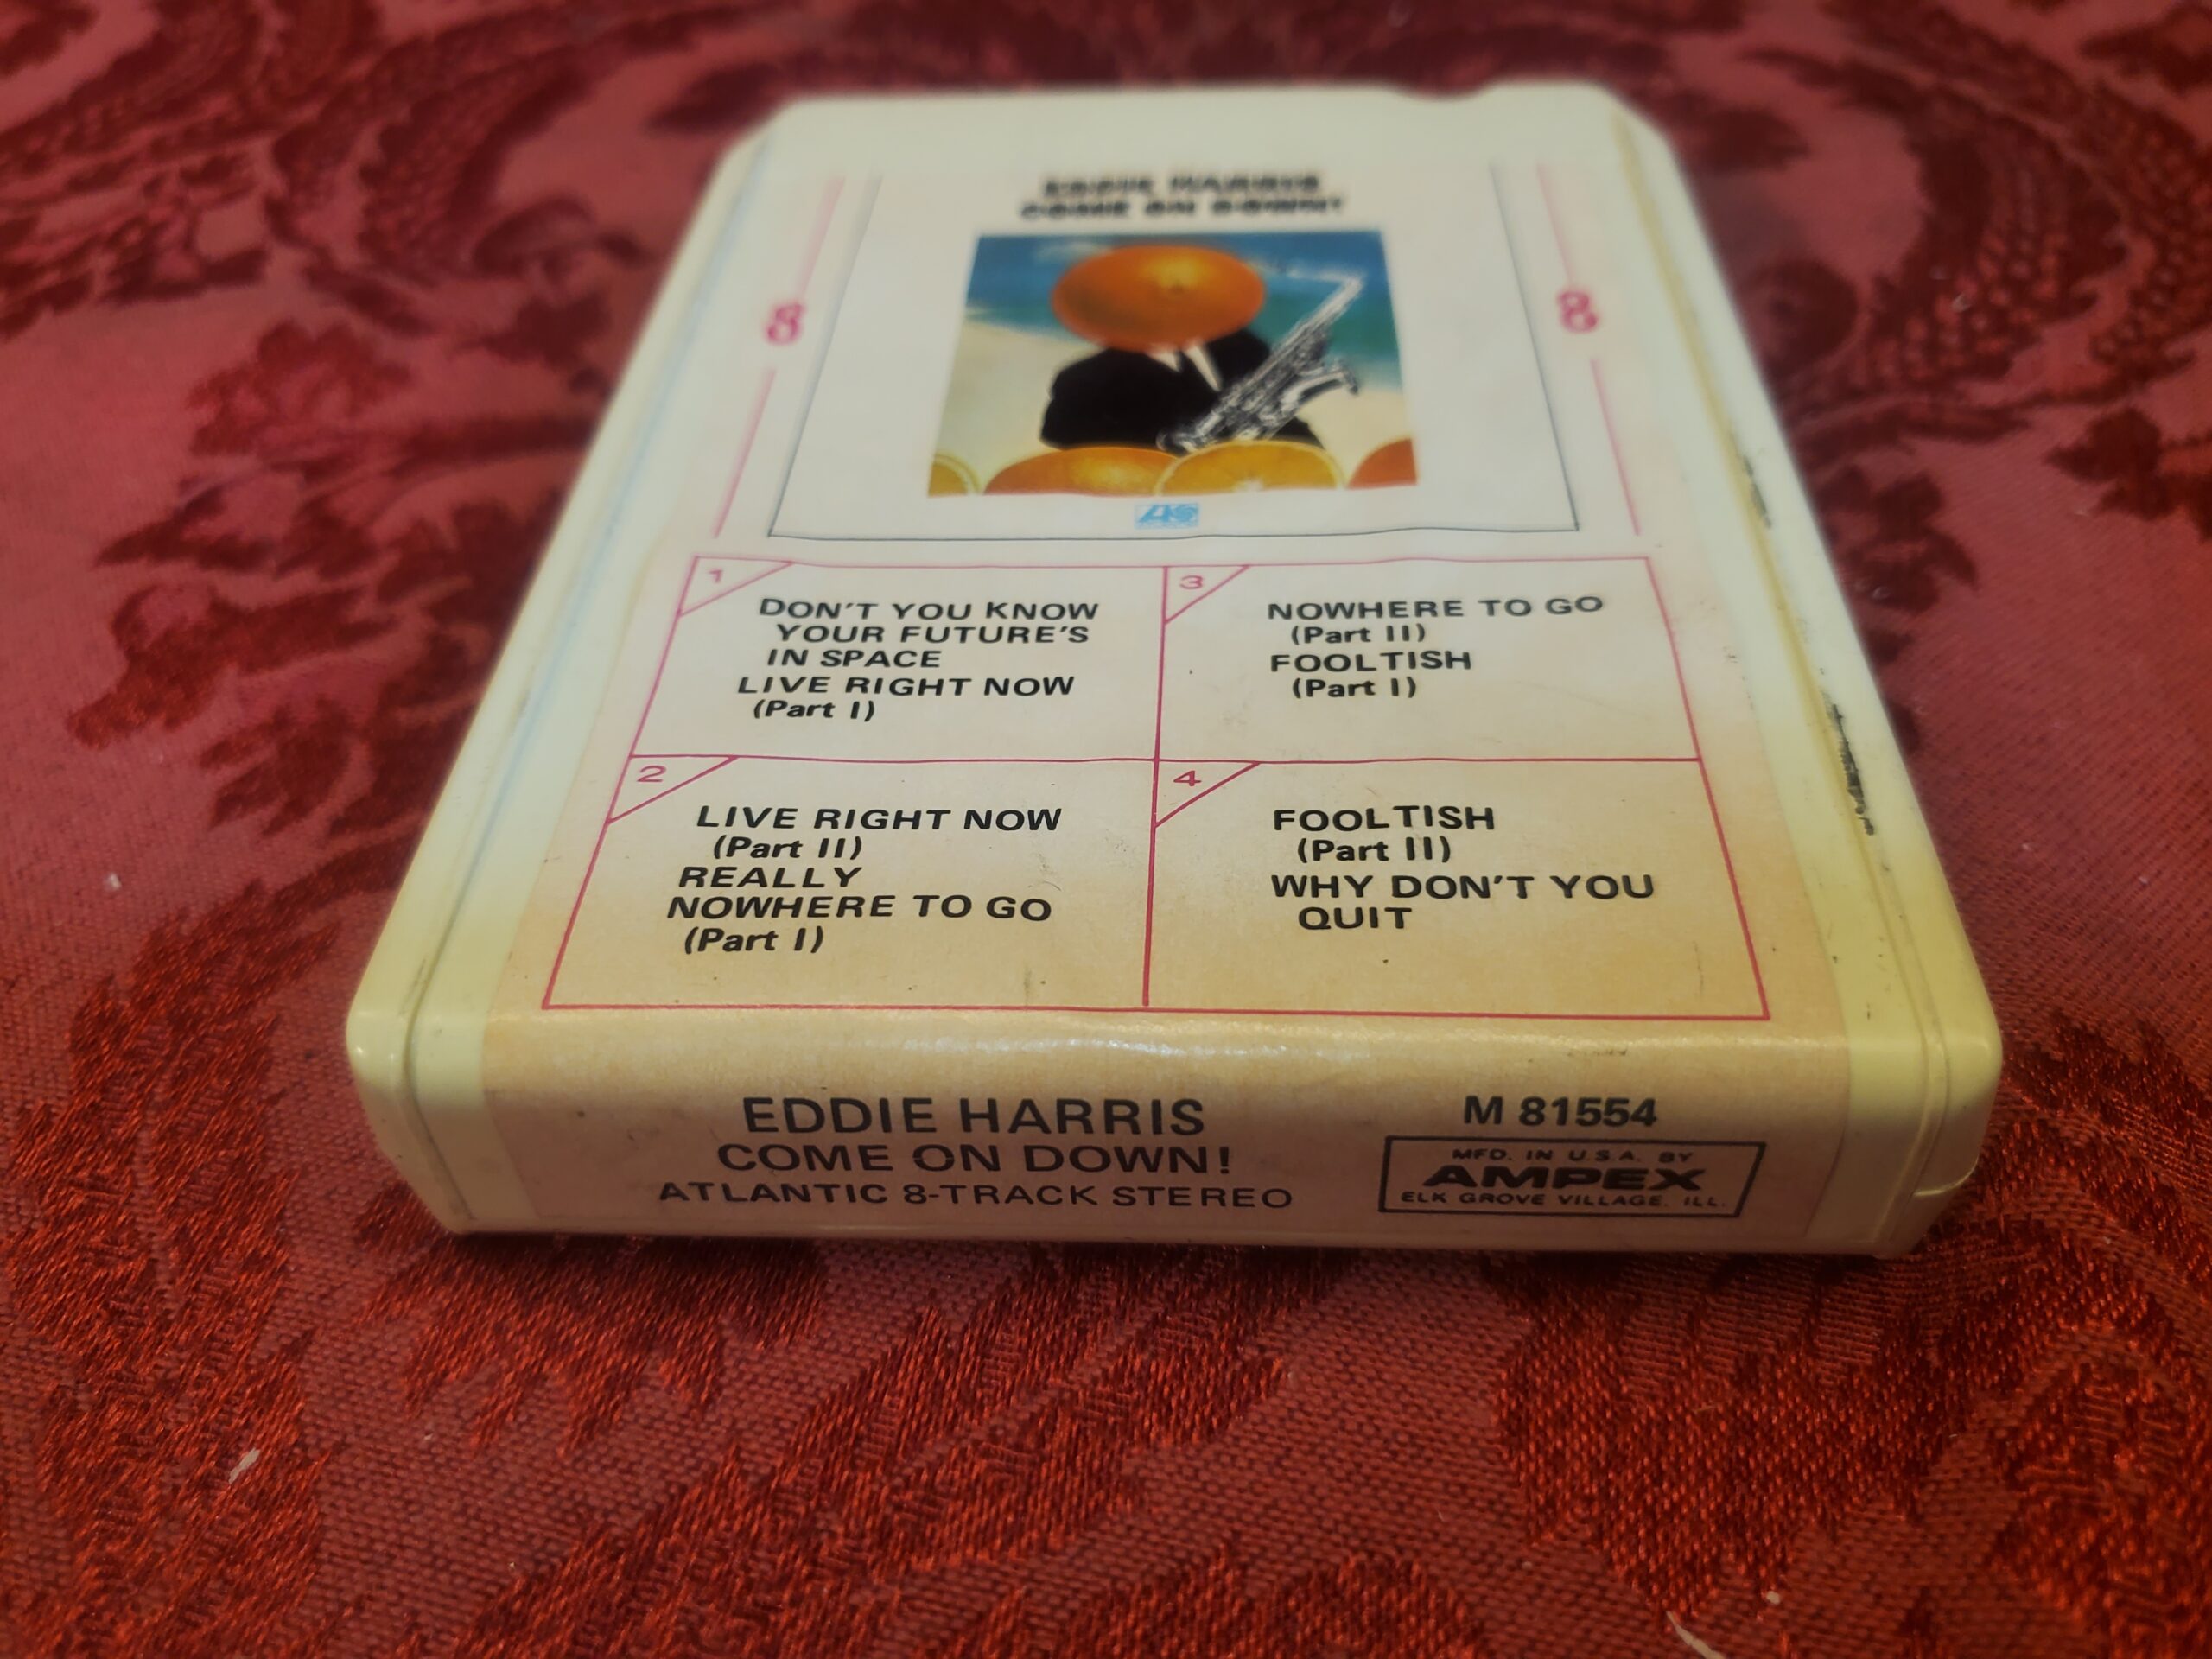 EDDIE HARRIS
COME ON DOWN!
8
8
1
DON'T YOU KNOW
YOUR FUTURE'S
IN SPACE
LIVE RIGHT NOW
(Part I)
2
LIVE RIGHT NOW
(Part II)
REALLY
NOWHERE TO GO
(Part I)
3
NOWHERE TO GO
(Part II)
FOOLTISH
(Part I)
4
FOOLTISH
(Part II)
WHY DON'T YOU
QUIT
EDDIE HARRIS
COME ON DOWN!
ATLANTIC 8-TRACK STEREO
M 81554
MFD. IN U.S.A. BY
AMPEX
ELK GROVE VILLAGE, ILL.